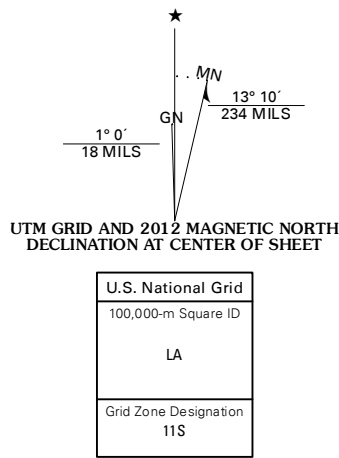 ★
MN
GN
13° 10´
234 MILS
1° 0´
18 MILS
UTM GRID AND 2012 MAGNETIC NORTH
DECLINATION AT CENTER OF SHEET
U.S. National Grid
100,000-m Square ID
LA
Grid Zone Designation
11S